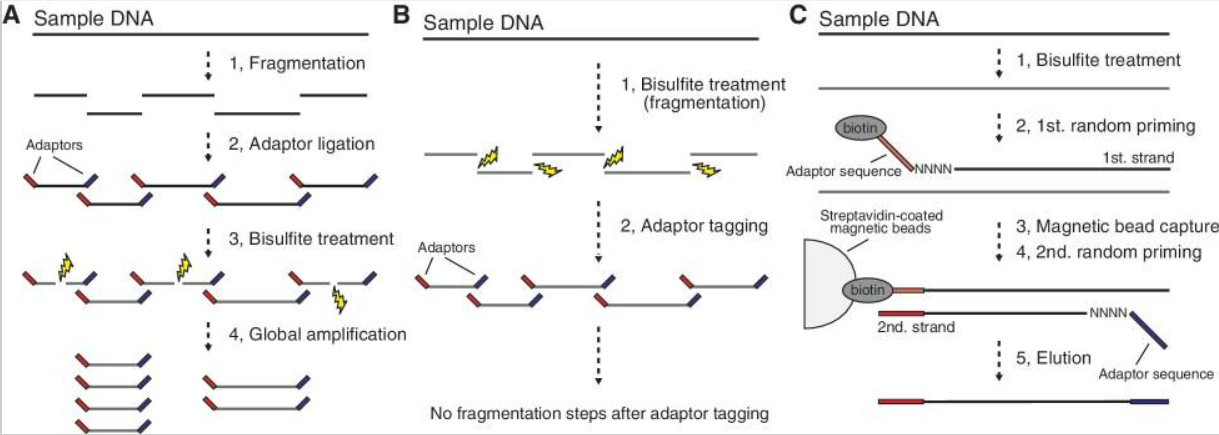 A
Sample DNA
1, Fragmentation
2, Adaptor ligation
Adaptors
3, Bisulfite treatment
4, Global amplification
B
Sample DNA
1, Bisulfite treatment
(fragmentation)
2, Adaptor tagging
Adaptors
No fragmentation steps after adaptor tagging
C
Sample DNA
1, Bisulfite treatment
2, 1st. random priming
biotin
1st. strand
Adaptor sequence
NNNN
Streptavidin-coated
magnetic beads
3, Magnetic bead capture
4, 2nd. random priming
biotin
NNNN
2nd. strand
5, Elution
Adaptor sequence